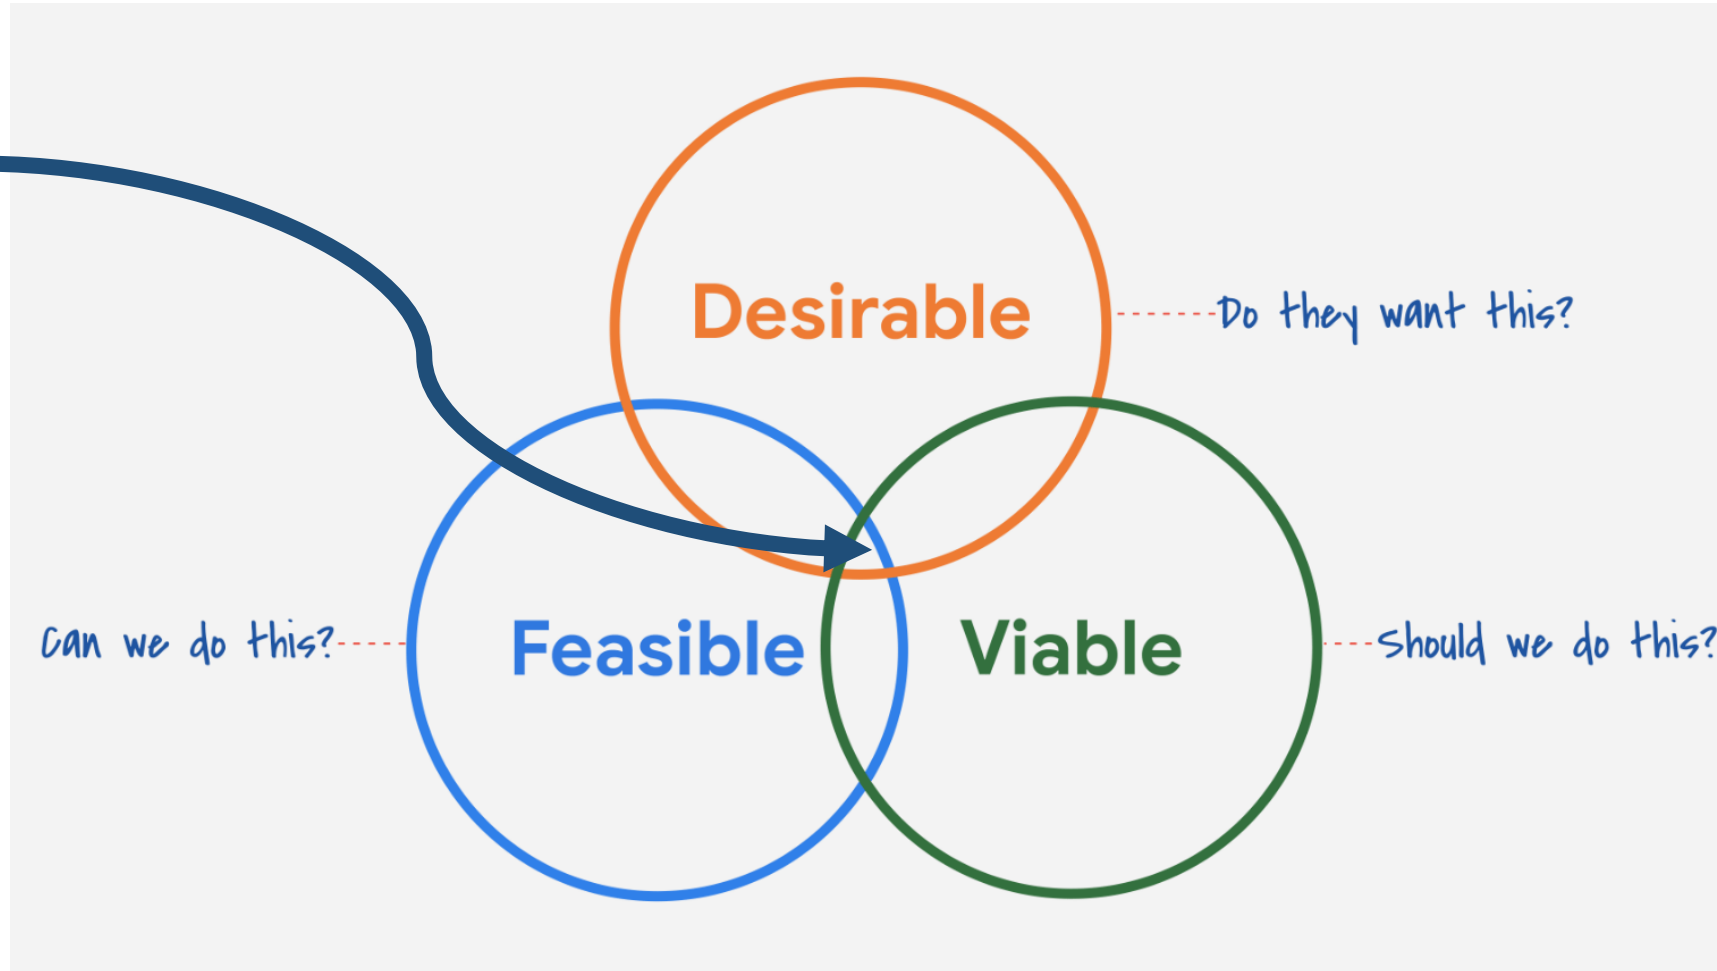 Desirable
Do they want this?
Can we do this?
Feasible
Viable
Should we do this?